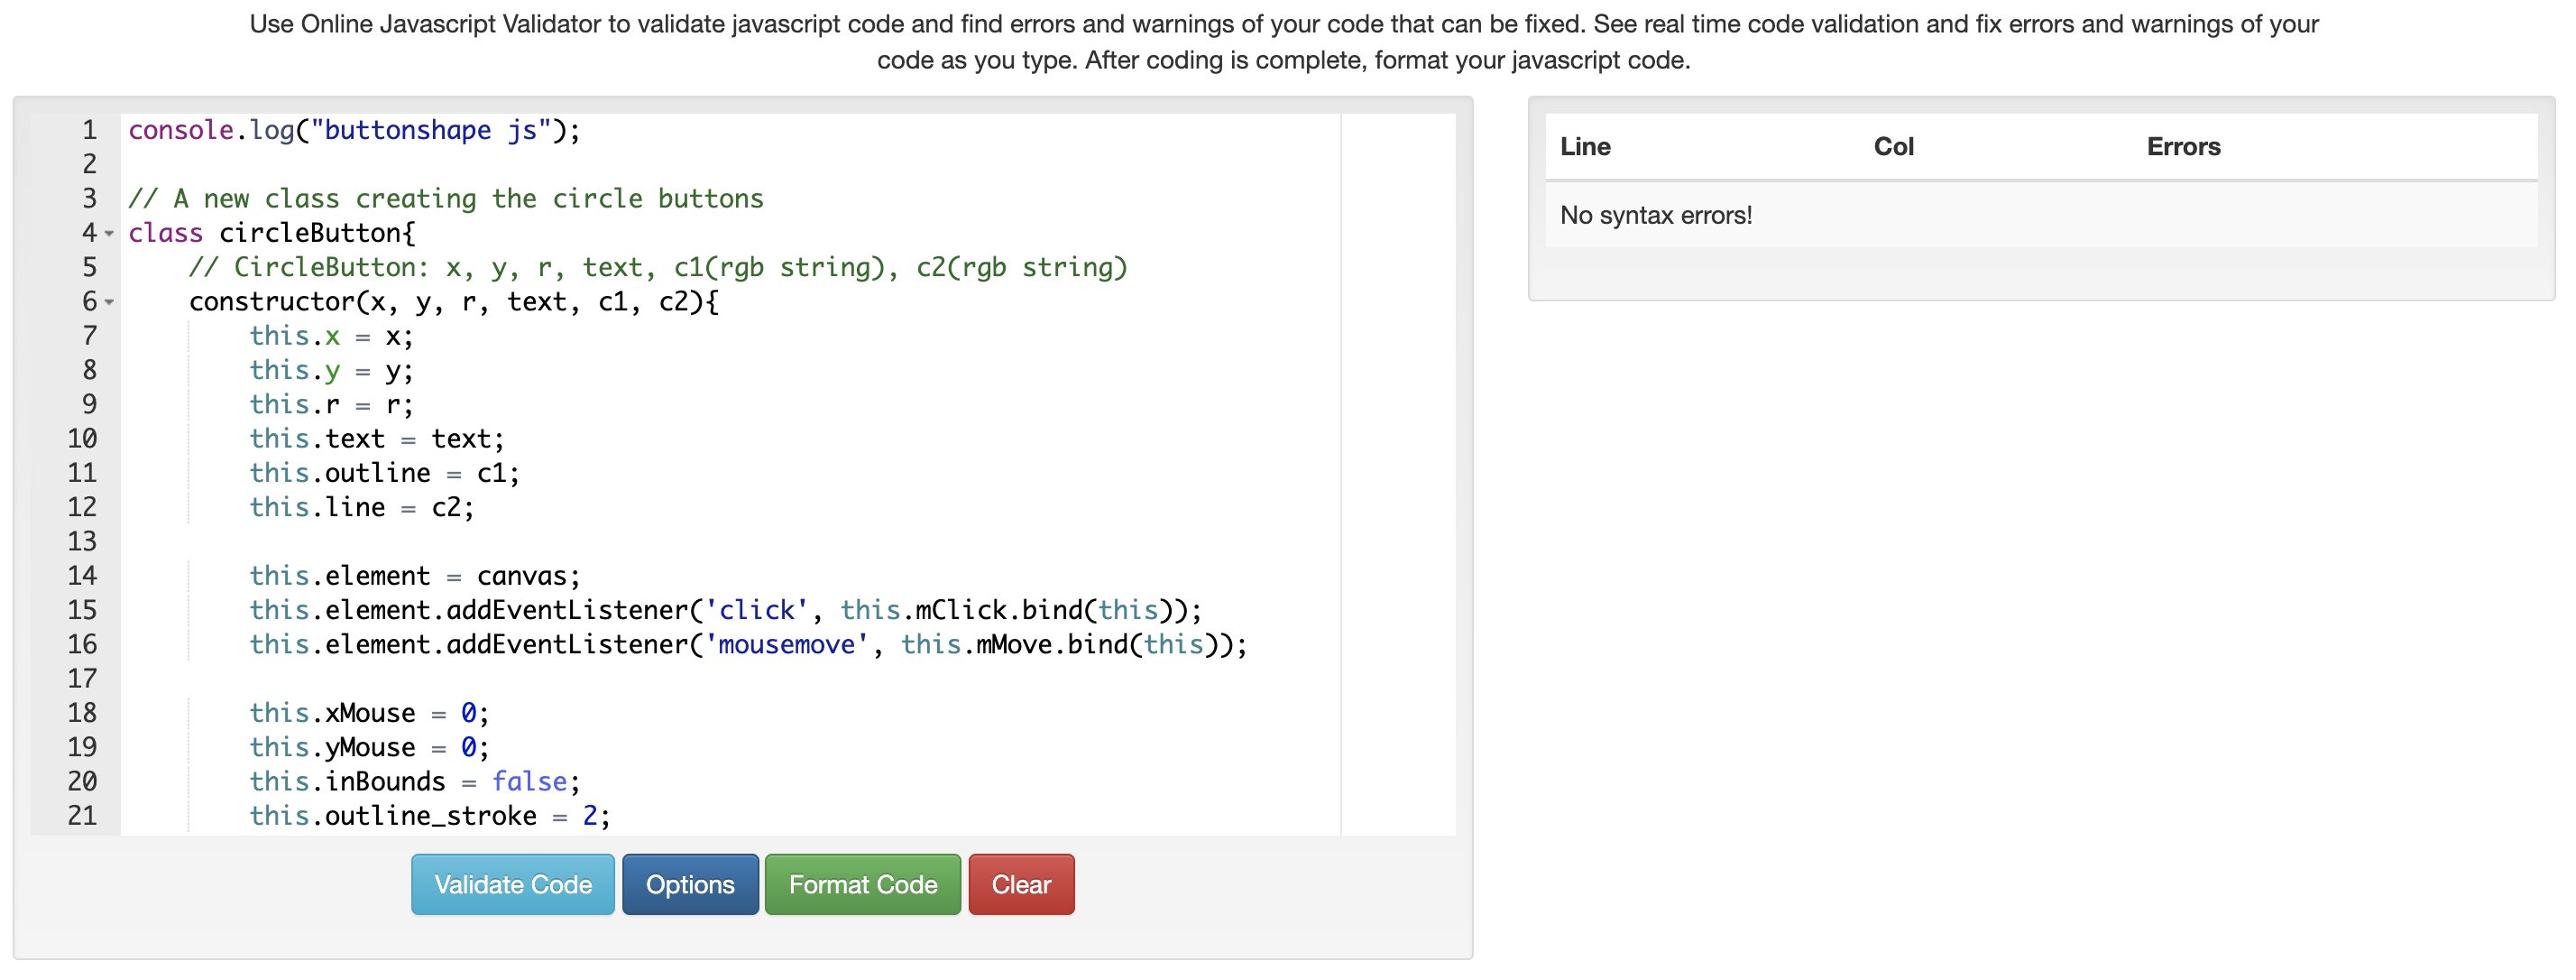 Use Online Javascript Validator to validate javascript code and find errors and warnings of your code that can be fixed. See real time code validation and fix errors and warnings of your
code as you type. After coding is complete, format your javascript code.
1 console.log("buttonshape js");
2
3 // A new class creating the circle buttons
4 class circleButton{
5     // CircleButton: x, y, r, text, c1(rgb string), c2(rgb string)
6     constructor(x, y, r, text, c1, c2){
7         this.x = x;
8         this.y = y;
9         this.r = r;
10         this.text = text;
11         this.outline = c1;
12         this.line = c2;
13
14         this.element = canvas;
15         this.element.addEventListener('click', this.mClick.bind(this));
16         this.element.addEventListener('mousemove', this.mMove.bind(this));
17
18         this.xMouse = 0;
19         this.yMouse = 0;
20         this.inBounds = false;
21         this.outline_stroke = 2;
Validate Code Options Format Code Clear
Line Col Errors
No syntax errors!